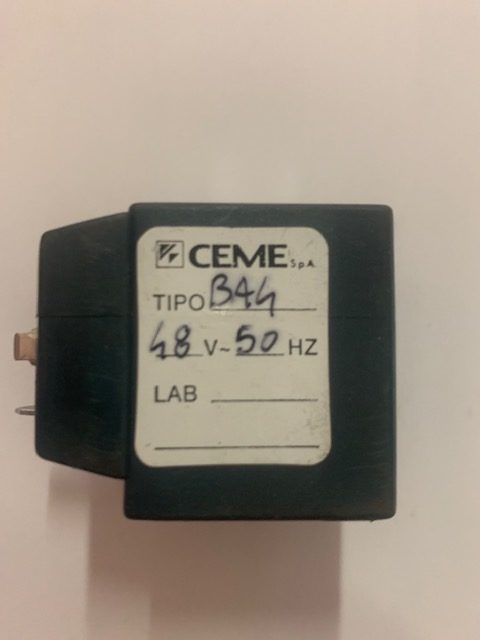 CEME S.p.A.
TIPO B44
48 V~ 50 HZ
LAB